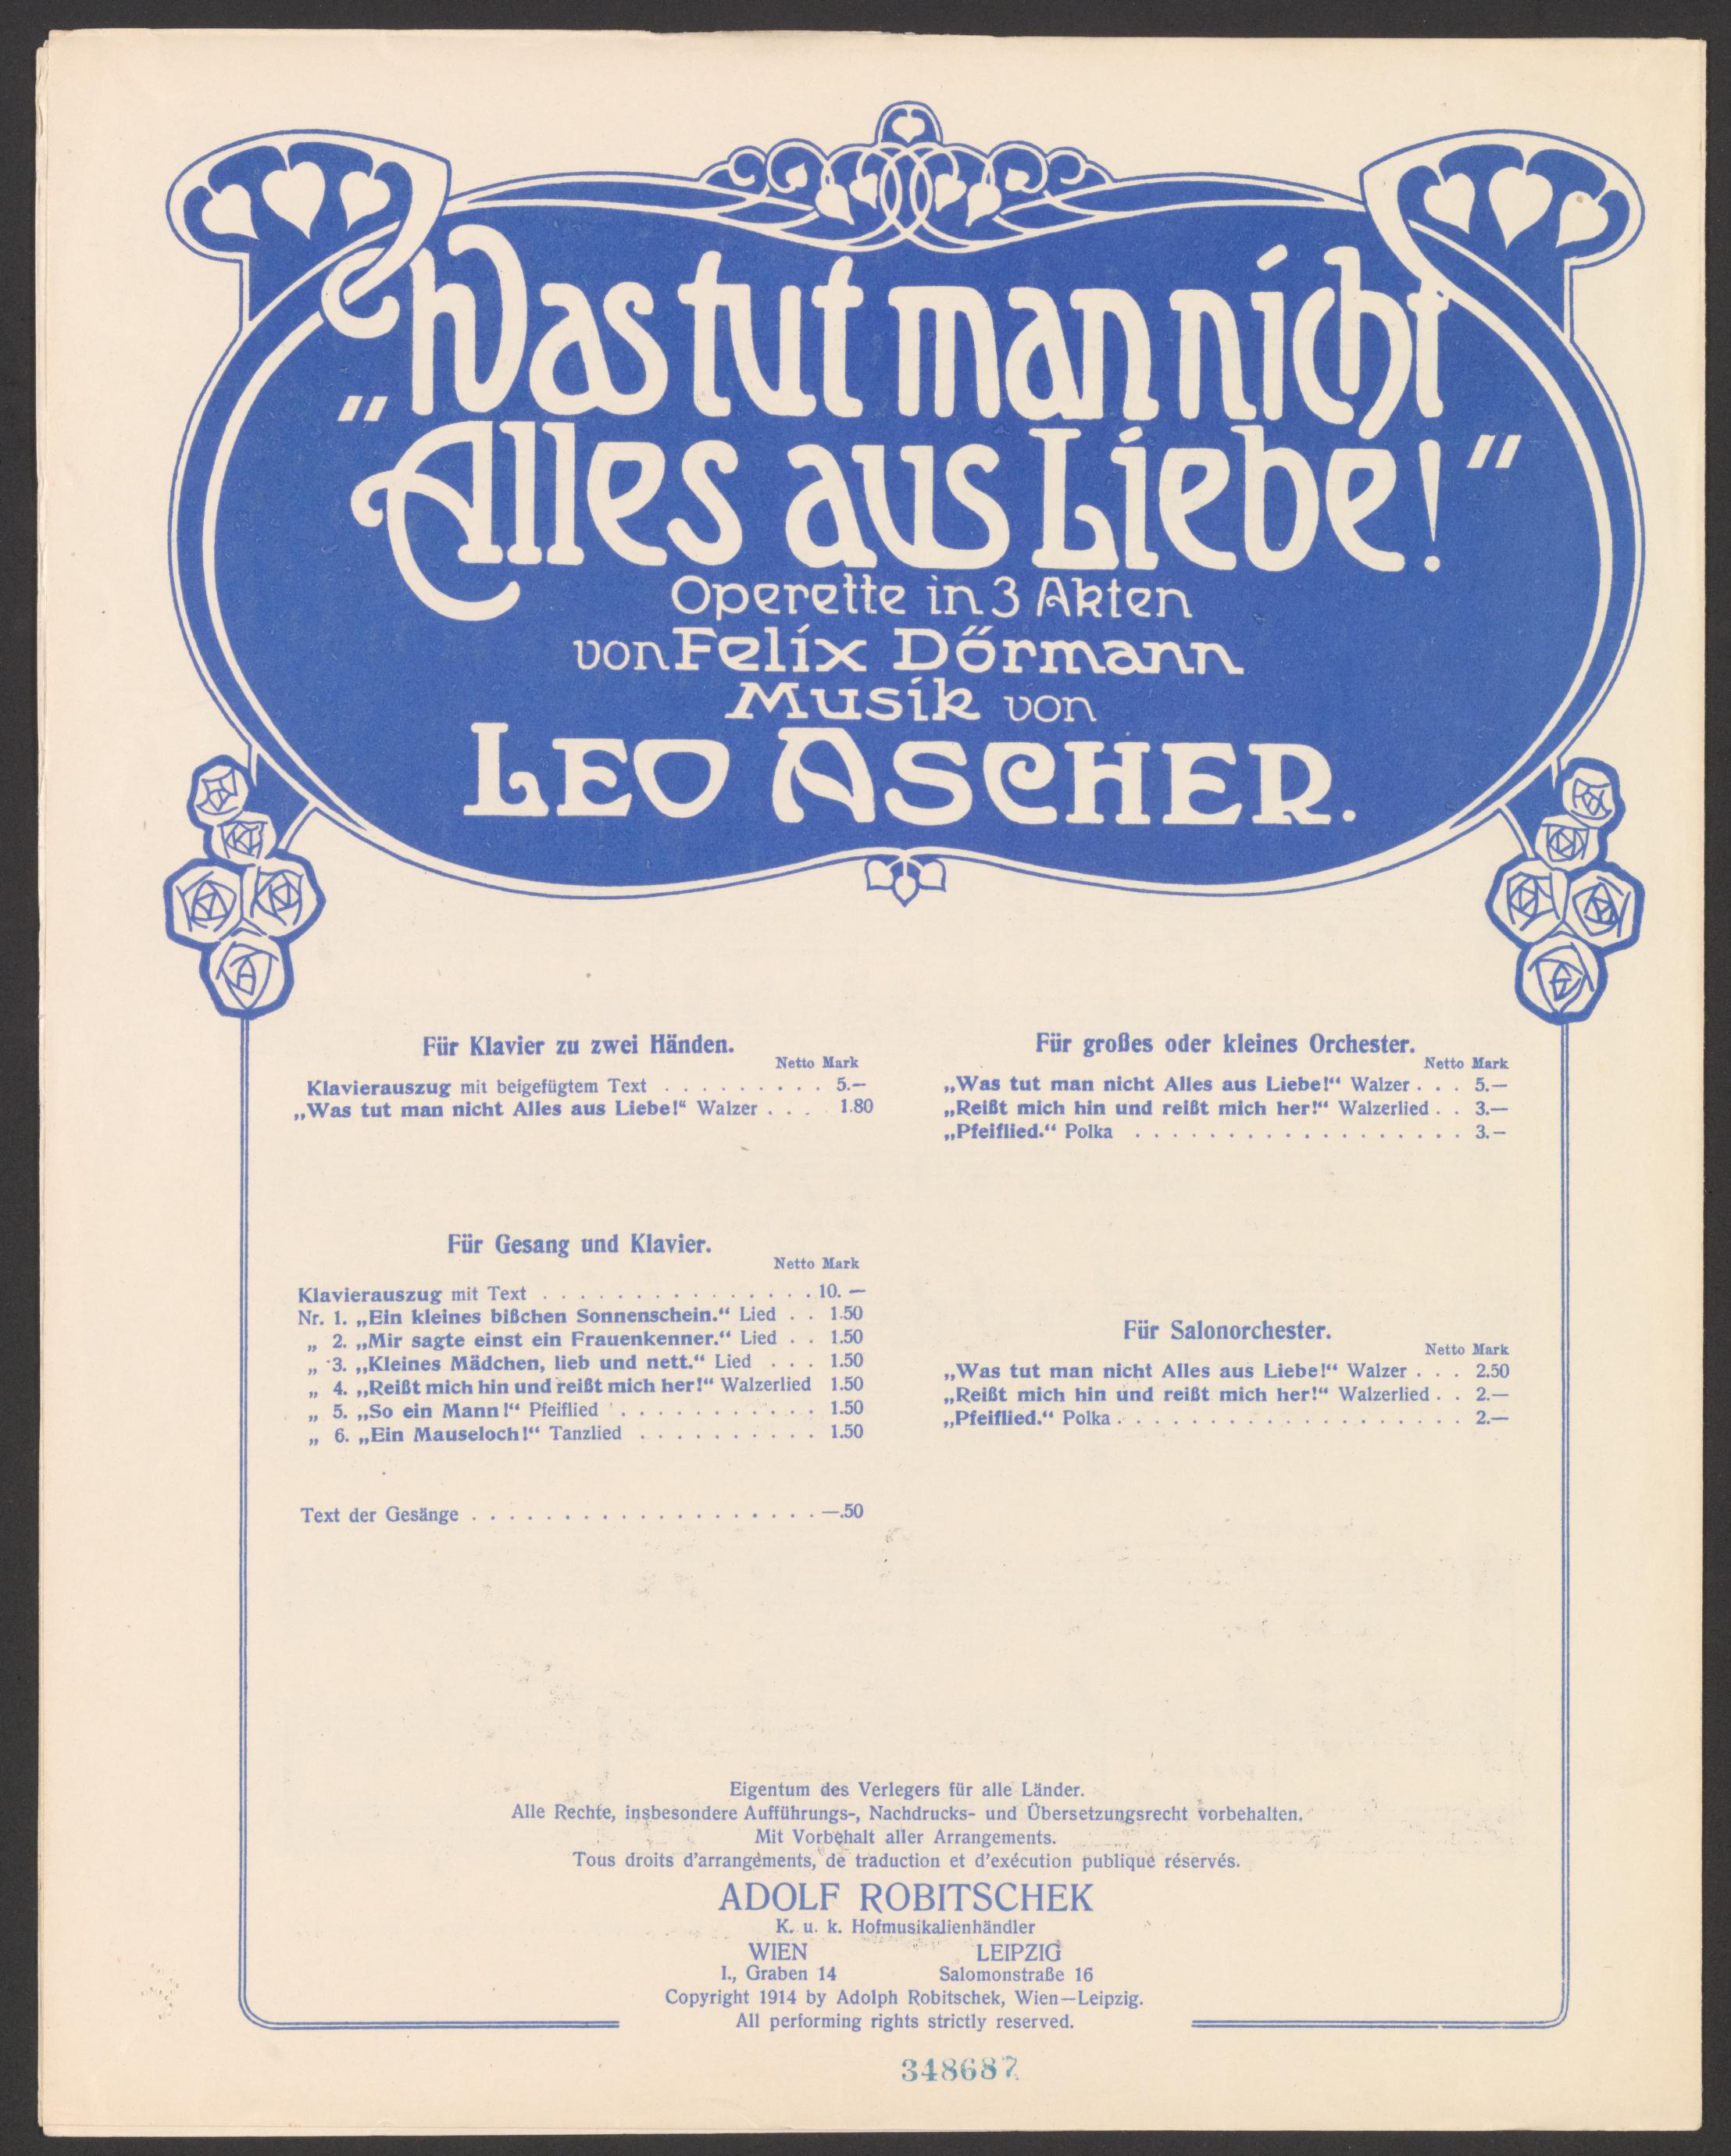 „Was tut man nicht
Alles aus Liebe!“
Operette in 3 Akten
von Felix Dörmann
Musik von
LEO ASCHER.
Für Klavier zu zwei Händen.
Netto Mark
Klavierauszug mit beigefügtem Text . . . . . . . . . 5.—
„Was tut man nicht Alles aus Liebe!“ Walzer . . . 1.80
Für Gesang und Klavier.
Netto Mark
Klavierauszug mit Text . . . . . . . . . . . . . . . 10.—
Nr. 1. „Ein kleines bißchen Sonnenschein.“ Lied . . 1.50
„ 2. „Mir sagte einst ein Frauenkenner.“ Lied . . 1.50
„ 3. „Kleines Mädchen, lieb und nett.“ Lied . . . 1.50
„ 4. „Reißt mich hin und reißt mich her!“ Walzerlied 1.50
„ 5. „So ein Mann!“ Pfeiflied . . . . . . . . . . . 1.50
„ 6. „Ein Mauseloch!“ Tanzlied . . . . . . . . . . 1.50
Text der Gesänge . . . . . . . . . . . . . . . . . . . —.50
Für großes oder kleines Orchester.
Netto Mark
„Was tut man nicht Alles aus Liebe!“ Walzer . . . 5.—
„Reißt mich hin und reißt mich her!“ Walzerlied . . 3.—
„Pfeiflied.“ Polka . . . . . . . . . . . . . . . . . . 3.—
Für Salonorchester.
Netto Mark
„Was tut man nicht Alles aus Liebe!“ Walzer . . . 2.50
„Reißt mich hin und reißt mich her!“ Walzerlied . . 2.—
„Pfeiflied.“ Polka . . . . . . . . . . . . . . . . . . . 2.—
Eigentum des Verlegers für alle Länder.
Alle Rechte, insbesondere Aufführungs-, Nachdrucks- und Übersetzungsrecht vorbehalten.
Mit Vorbehalt aller Arrangements.
Tous droits d'arrangements, de traduction et d'exécution publique réservés.
ADOLF ROBITSCHEK
K. u. k. Hofmusikalienhändler
WIEN LEIPZIG
I., Graben 14 Salomonstraße 16
Copyright 1914 by Adolph Robitschek, Wien—Leipzig.
All performing rights strictly reserved.
348687